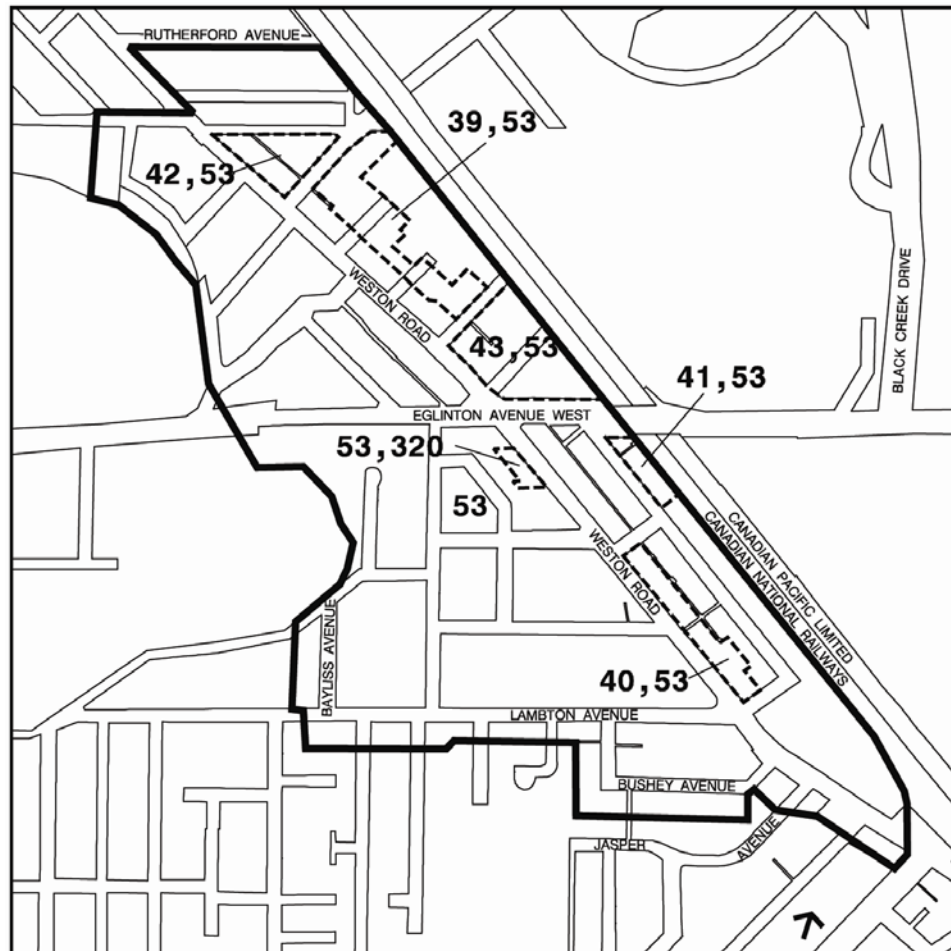 RUTHERFORD AVENUE
39,53
42,53
WESTON ROAD
BLACK CREEK DRIVE
43,53
41,53
EGLINTON AVENUE WEST
53,320
53
WESTON ROAD
CANADIAN PACIFIC LIMITED
CANADIAN NATIONAL RAILWAYS
BAYLISS AVENUE
40,53
LAMBTON AVENUE
BUSHEY AVENUE
JASPER
AVENUE